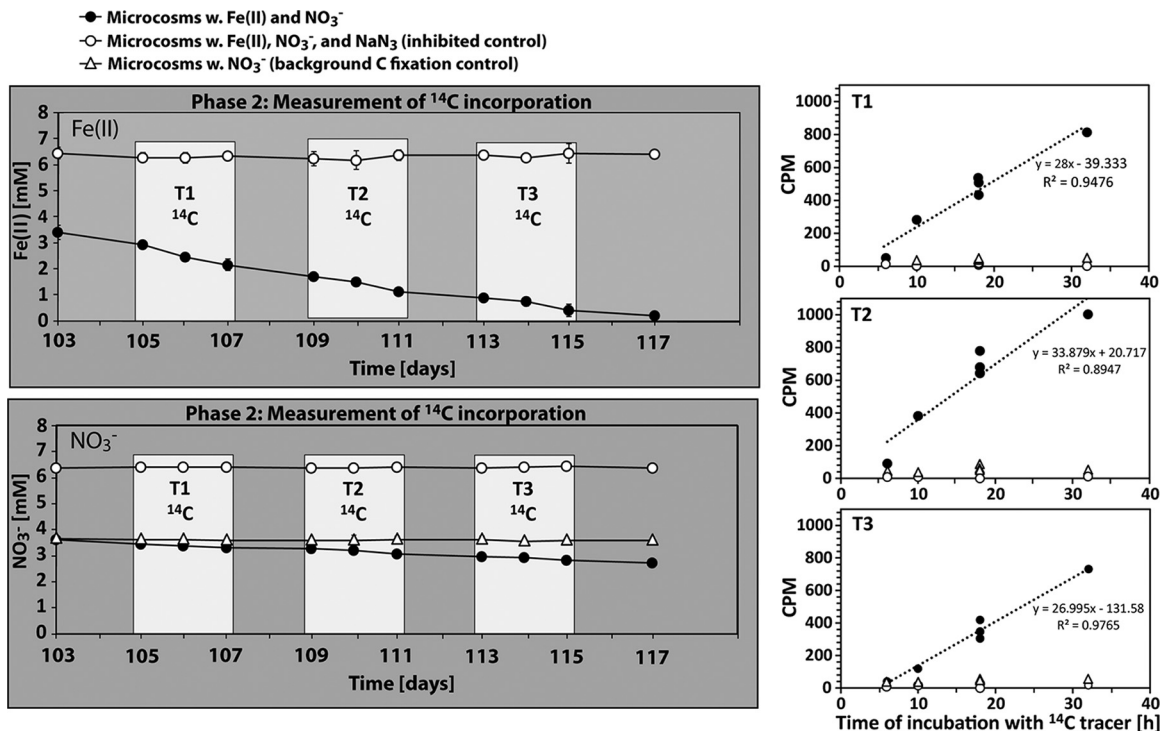 Microcosms w. Fe(II) and NO₃⁻
Microcosms w. Fe(II), NO₃⁻, and NaN₃ (inhibited control)
Microcosms w. NO₃⁻ (background C fixation control)
Phase 2: Measurement of ¹⁴C incorporation
Fe(II)
Fe(II) [mM]
8
7
6
5
4
3
2
1
0
T1
¹⁴C
T2
¹⁴C
T3
¹⁴C
103 105 107 109 111 113 115 117
Time [days]
Phase 2: Measurement of ¹⁴C incorporation
NO₃⁻
NO₃⁻ [mM]
8
7
6
5
4
3
2
1
0
T1
¹⁴C
T2
¹⁴C
T3
¹⁴C
103 105 107 109 111 113 115 117
Time [days]
T1
CPM
1000
800
600
400
200
0
y = 28x - 39.333
R² = 0.9476
0 10 20 30 40
T2
CPM
1000
800
600
400
200
0
y = 33.879x + 20.717
R² = 0.8947
0 10 20 30 40
T3
CPM
1000
800
600
400
200
0
y = 26.995x - 131.58
R² = 0.9765
0 10 20 30 40
Time of incubation with ¹⁴C tracer [h]